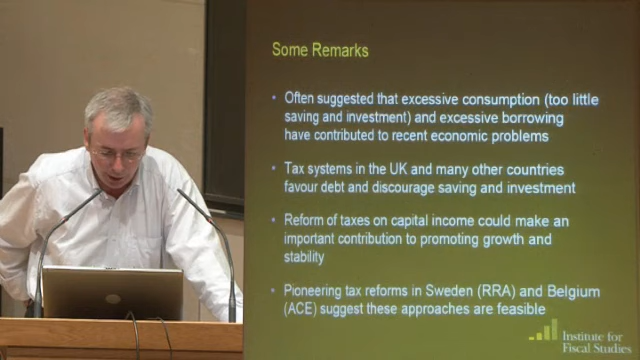 Some Remarks
• Often suggested that excessive consumption (too little
saving and investment) and excessive borrowing
have contributed to recent economic problems
• Tax systems in the UK and many other countries
favour debt and discourage saving and investment
• Reform of taxes on capital income could make an
important contribution to promoting growth and
stability
• Pioneering tax reforms in Sweden (RRA) and Belgium
(ACE) suggest these approaches are feasible
Institute for
Fiscal Studies